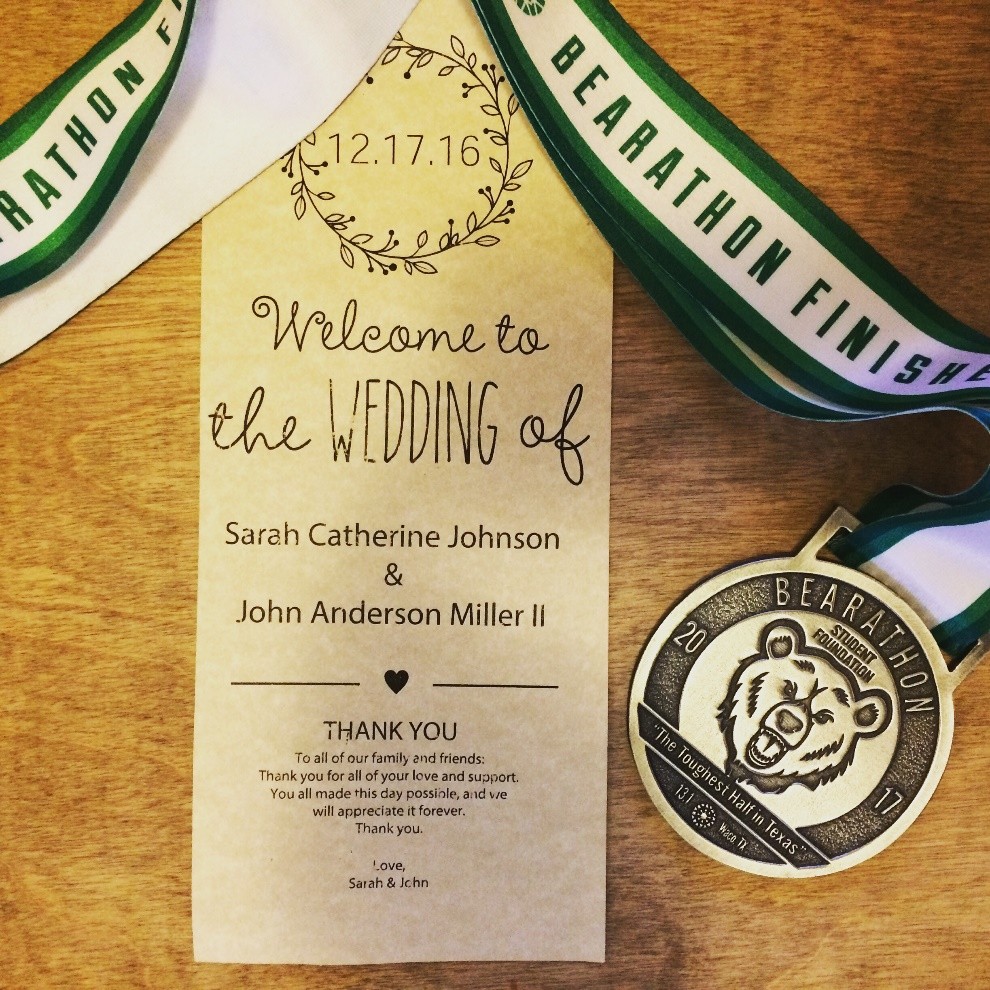 12.17.16
Welcome to
the WEDDING of
Sarah Catherine Johnson
&
John Anderson Miller II
THANK YOU
To all of our family and friends:
Thank you for all of your love and support.
You all made this day possible, and we
will appreciate it forever.
Thank you.
Love,
Sarah & John
RATHON FI
BEARATHON FINISHE
BEARATHON
STUDENT
FOUNDATION
20
17
"The Toughest Half in Texas"
13.1
Waco, TX